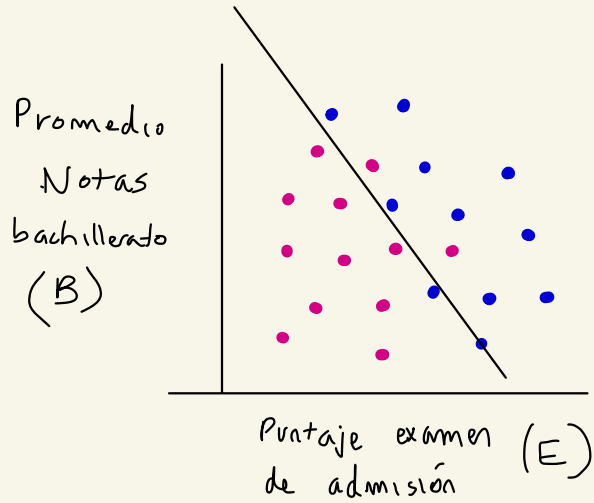 Promedio
Notas
bachillerato
(B)
Puntaje examen (E)
de admisión